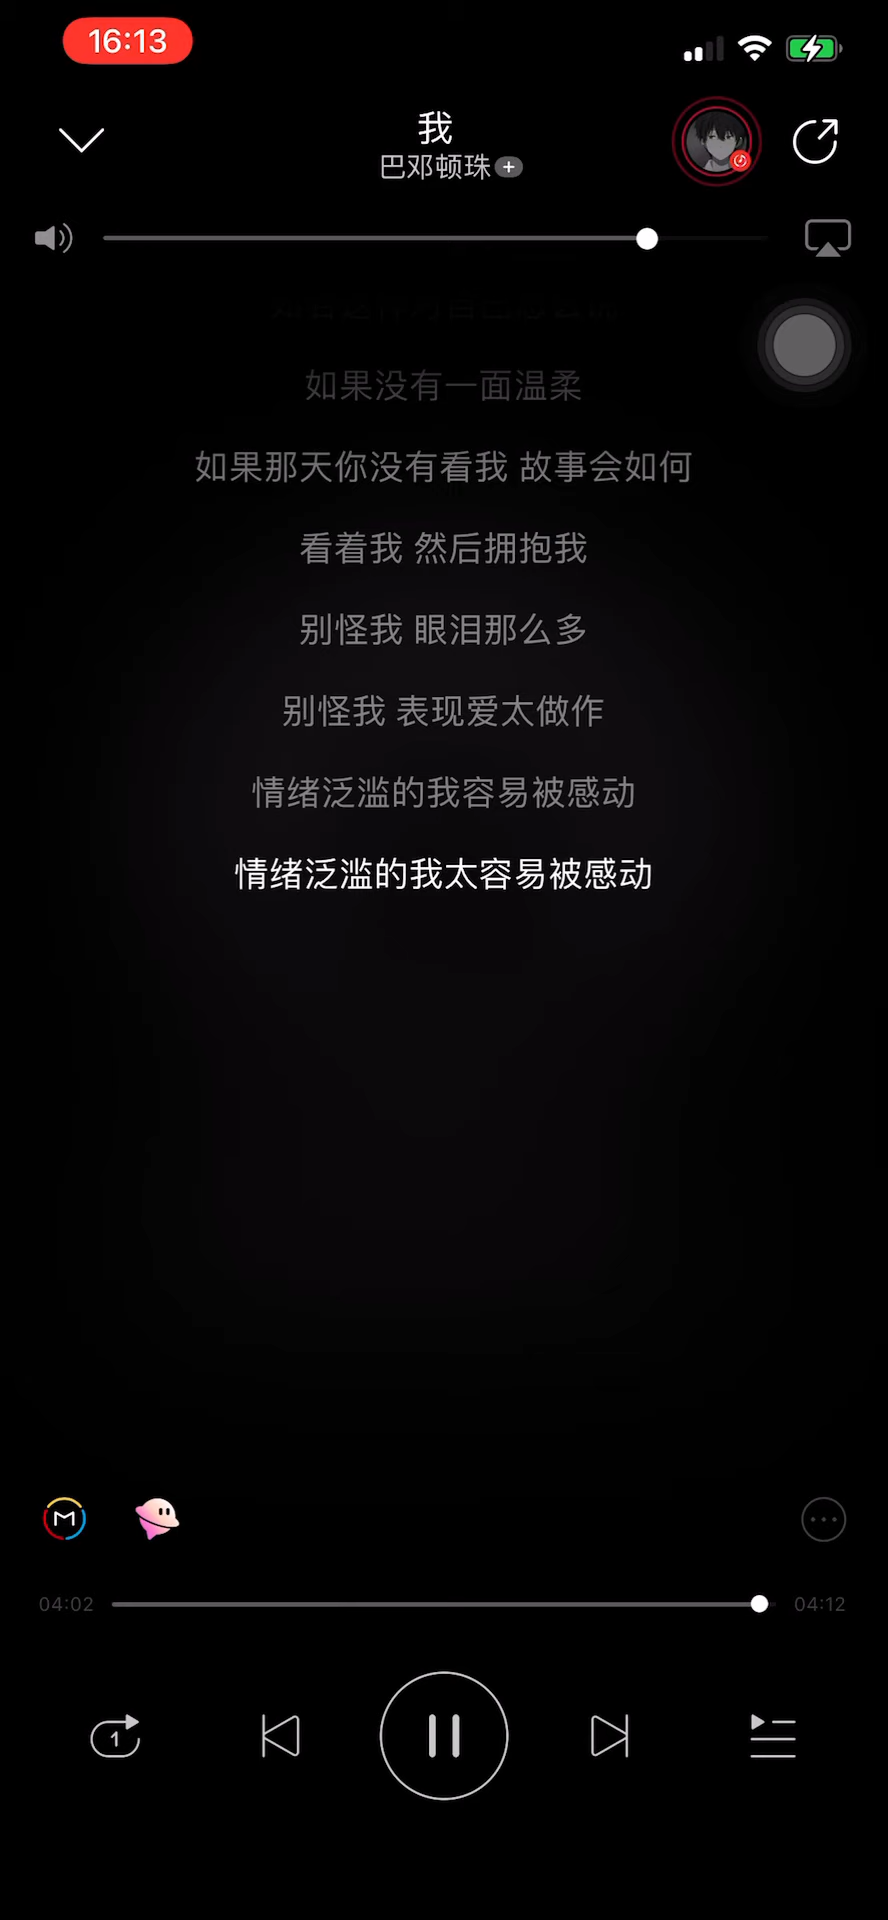 16:13
我
巴邓顿珠
如果没有一面温柔
如果那天你没有看我 故事会如何
看着我 然后拥抱我
别怪我 眼泪那么多
别怪我 表现爱太做作
情绪泛滥的我容易被感动
情绪泛滥的我太容易被感动
M
04:02
04:12
1